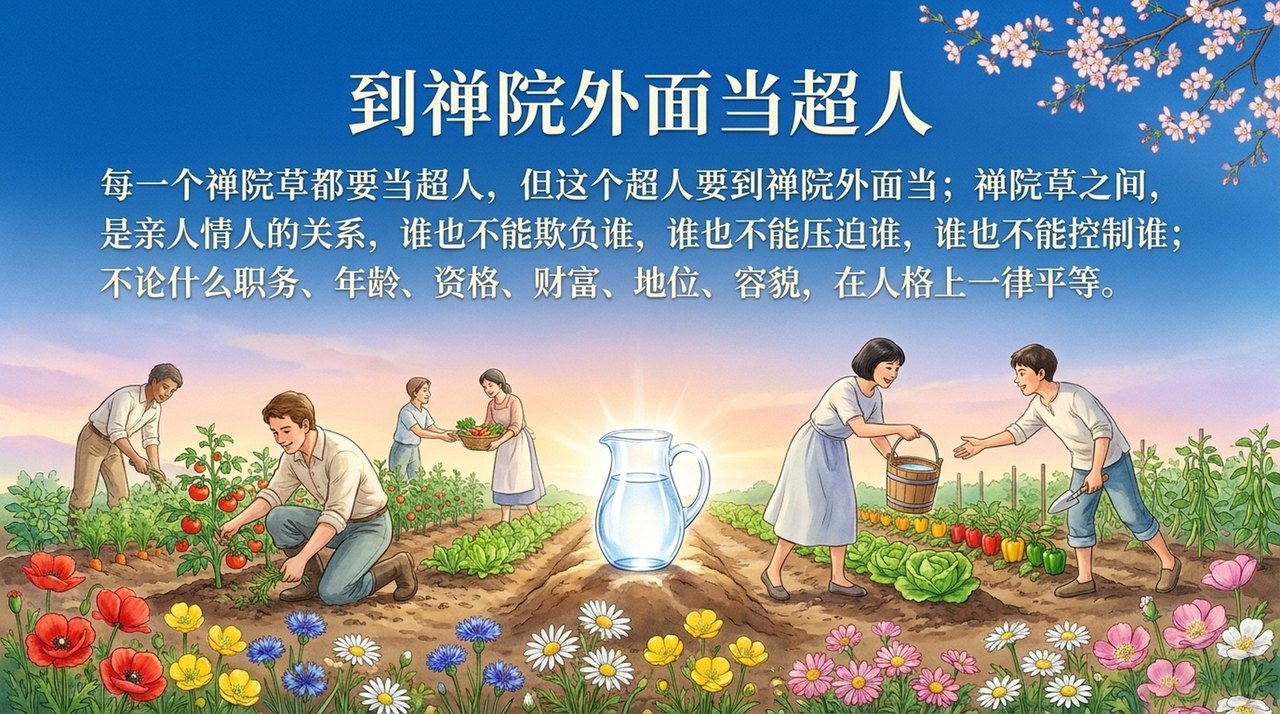 到禅院外面当超人
每一个禅院草都要当超人，但这个超人要到禅院外面当；禅院草之间，
是亲人情人的关系，谁也不能欺负谁，谁也不能压迫谁，谁也不能控制谁；
不论什么职务、年龄、资格、财富、地位、容貌，在人格上一律平等。